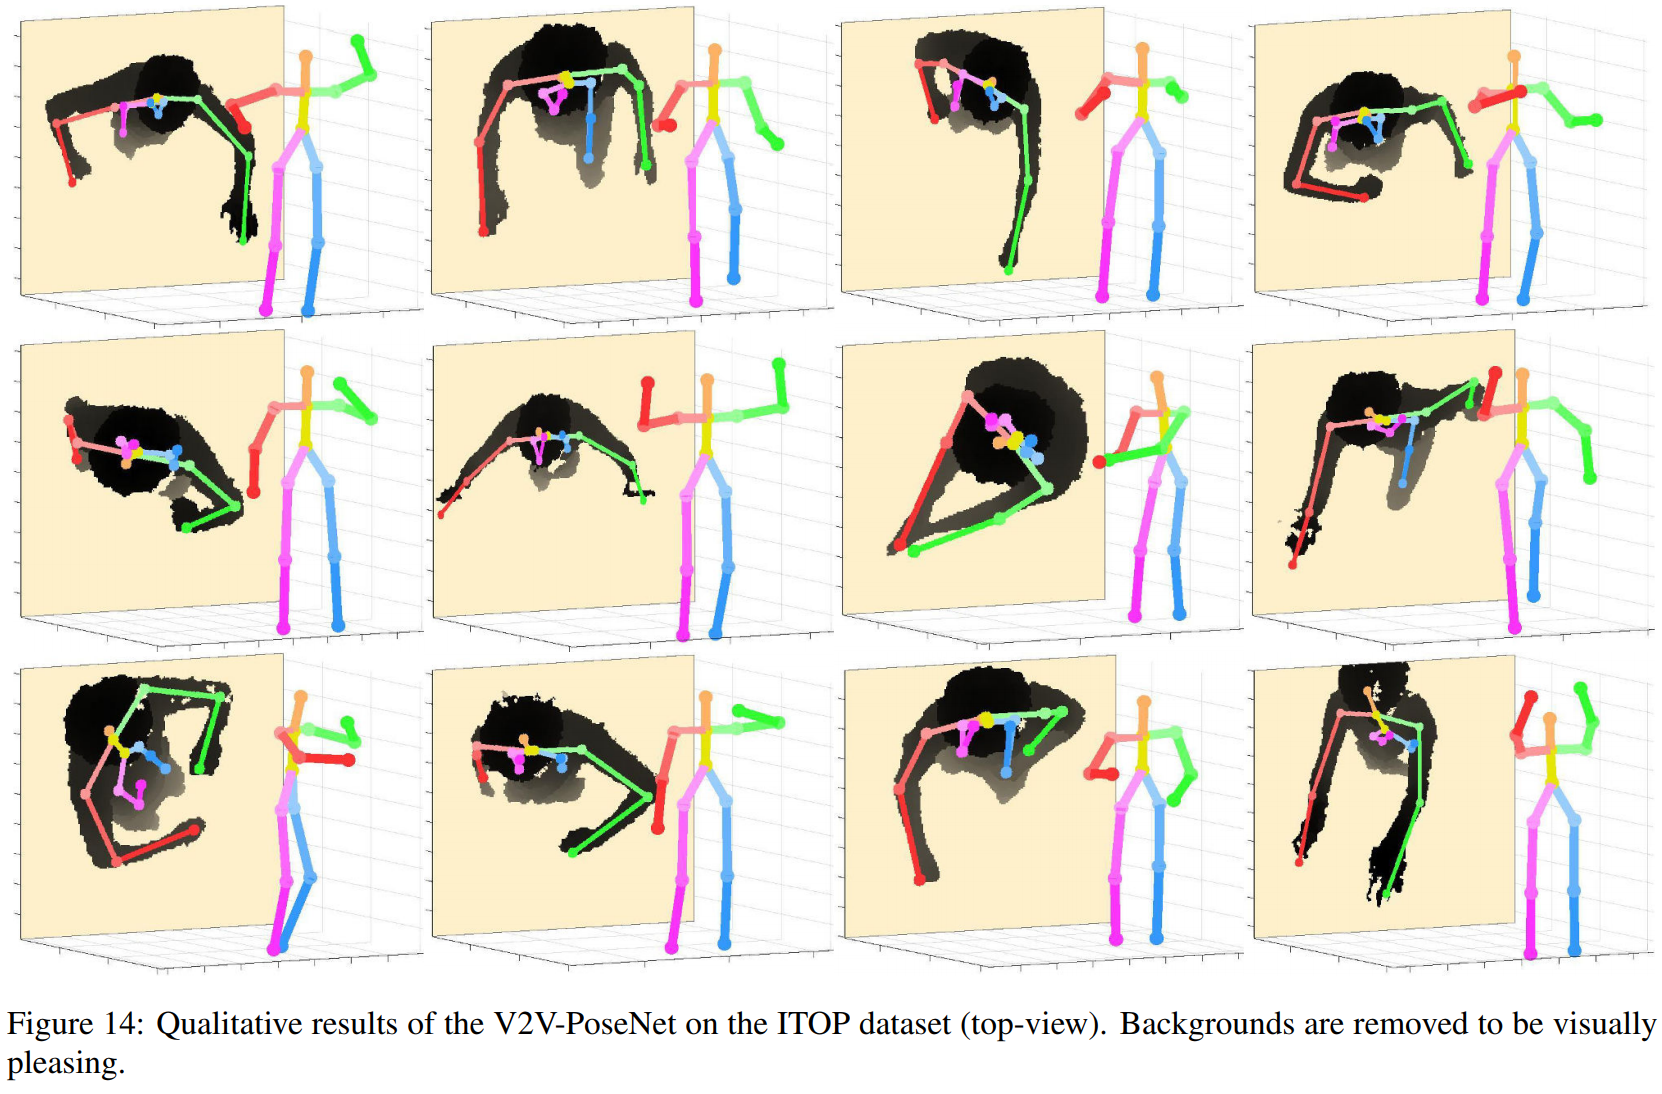 Figure 14: Qualitative results of the V2V-PoseNet on the ITOP dataset (top-view). Backgrounds are removed to be visually
pleasing.